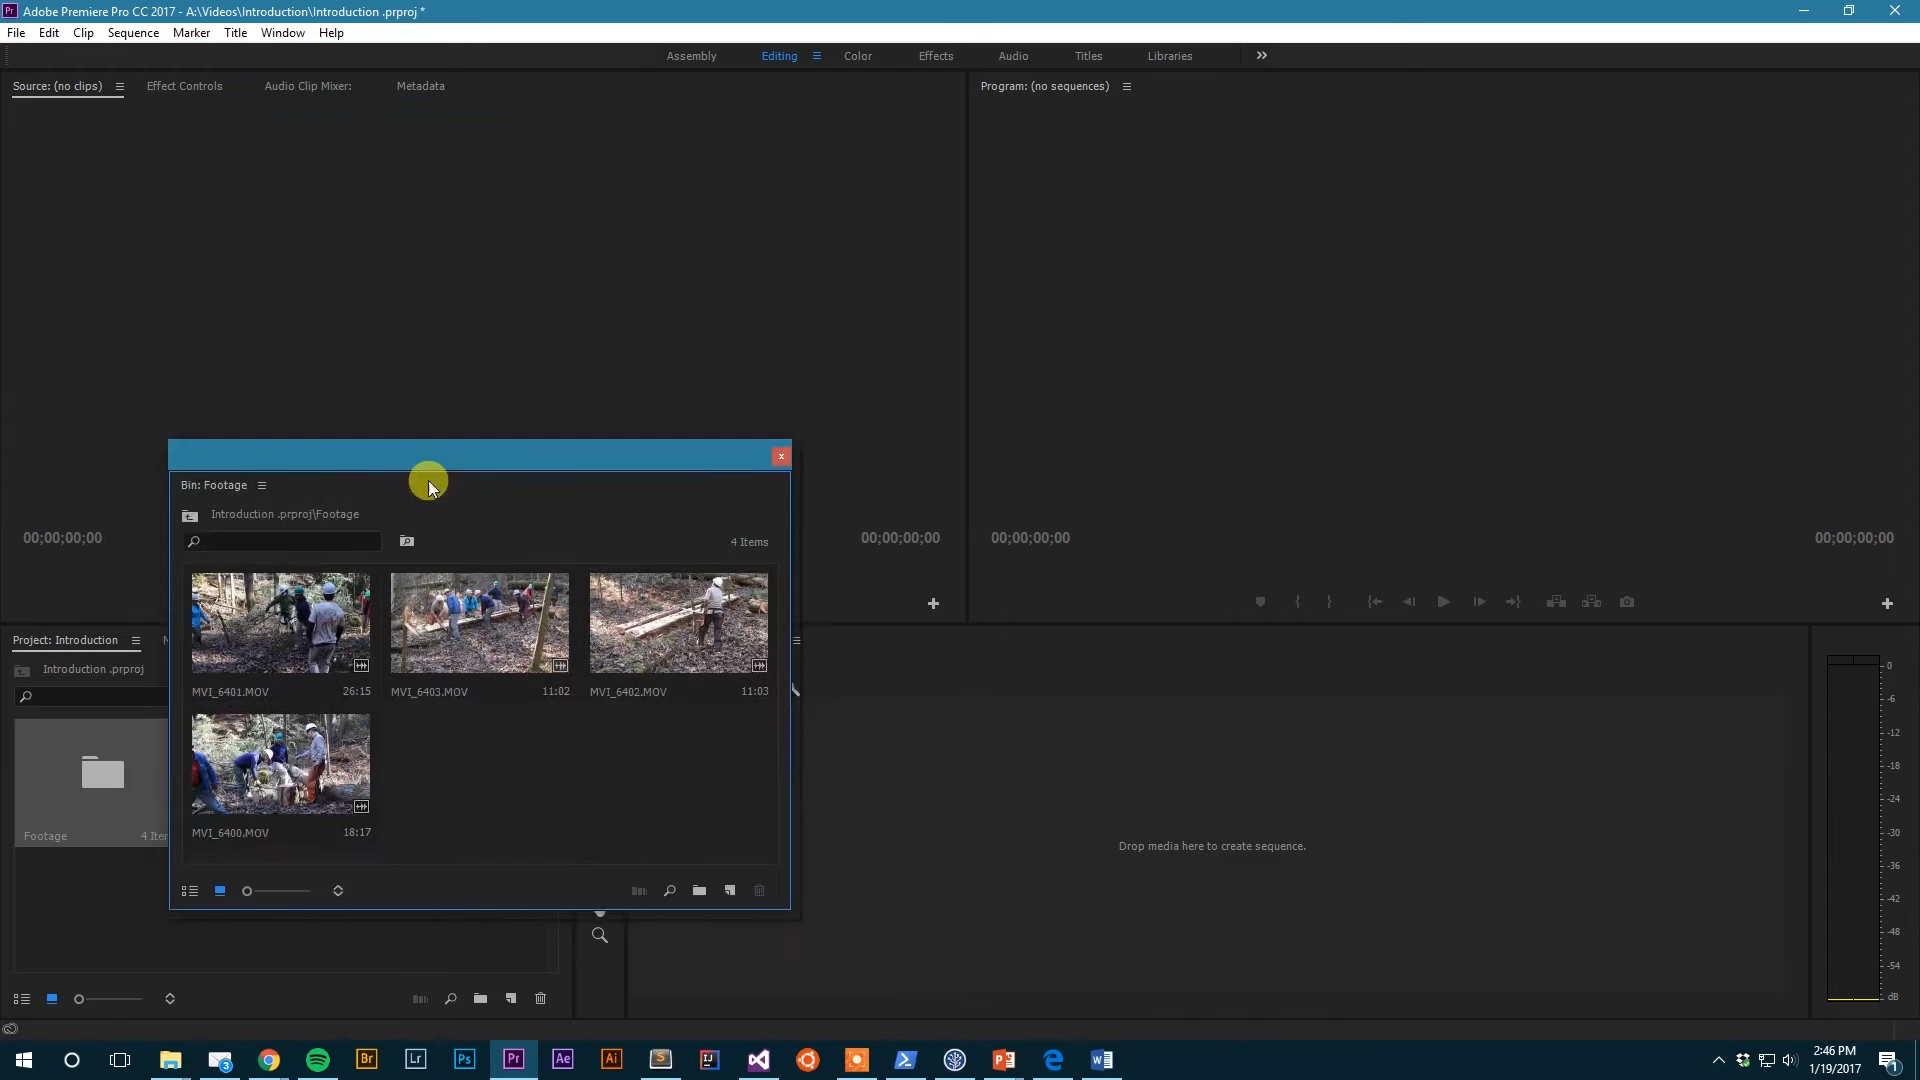 Pr Adobe Premiere Pro CC 2017 - A:\Videos\Introduction\Introduction .prproj *
File Edit Clip Sequence Marker Title Window Help
Assembly Editing Color Effects Audio Titles Libraries
Source: (no clips) Effect Controls Audio Clip Mixer: Metadata
Program: (no sequences)
00;00;00;00
00;00;00;00
00;00;00;00
00;00;00;00
Bin: Footage
Introduction .prproj\Footage
4 Items
MVI_6401.MOV 26:15
MVI_6403.MOV 11:02
MVI_6402.MOV 11:03
MVI_6400.MOV 18:17
Project: Introduction
Introduction .prproj
Footage
Drop media here to create sequence.
0
-6
-12
-18
-24
-30
-36
-42
-48
-54
dB
3 Br Lr Ps Pr Ae Ai S IJ P W
2:46 PM
1/19/2017
1